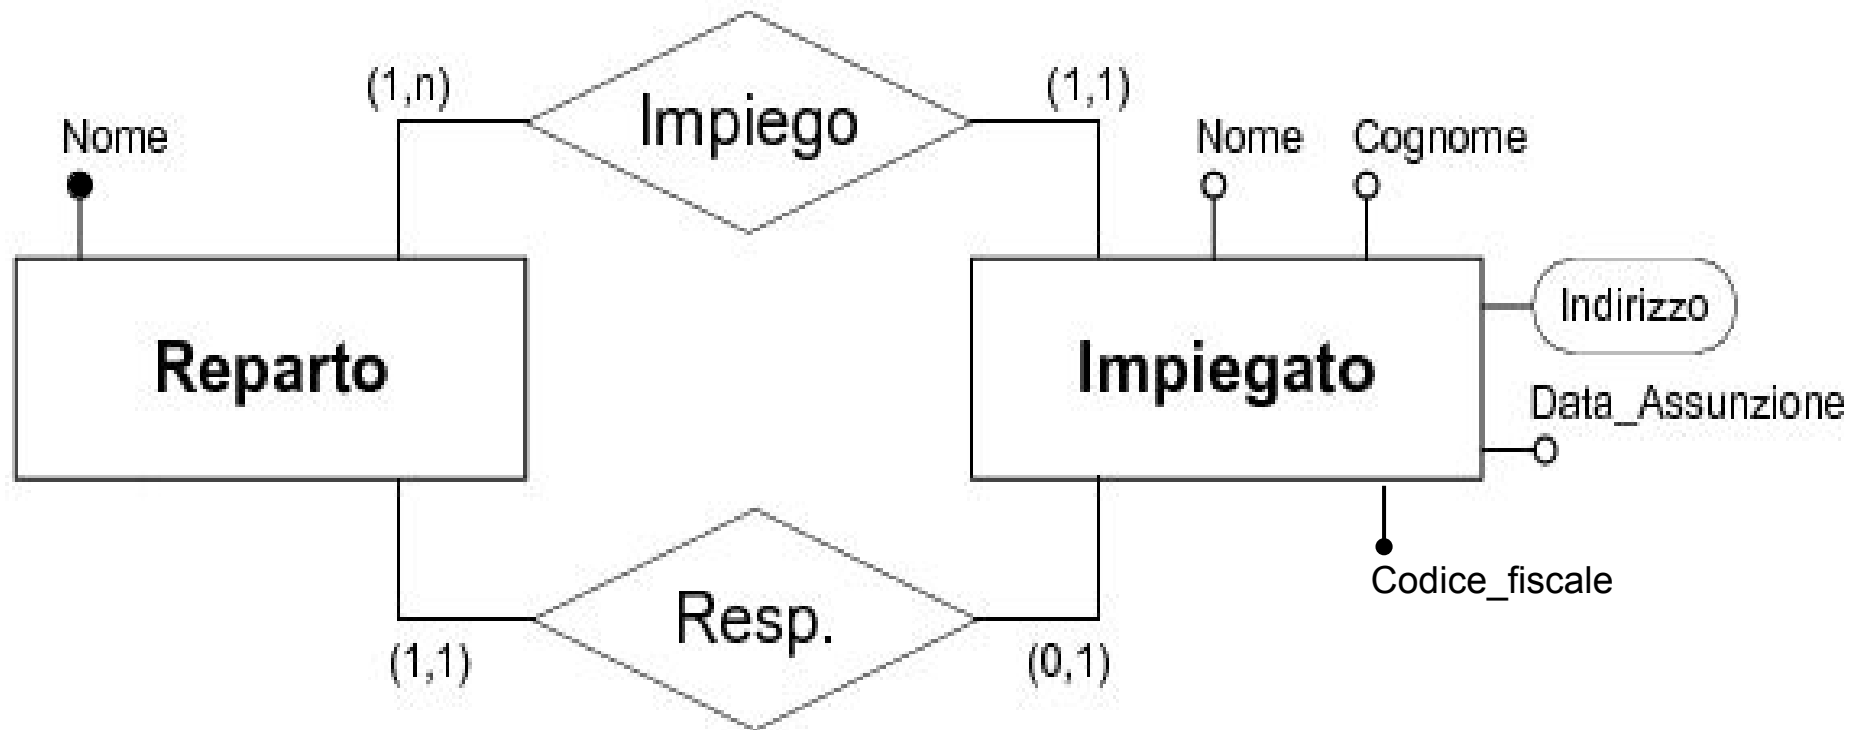 (1,n)
Impiego
(1,1)
Nome
Nome
Cognome
Indirizzo
Reparto
Impiegato
Data_Assunzione
Codice_fiscale
Resp.
(1,1)
(0,1)